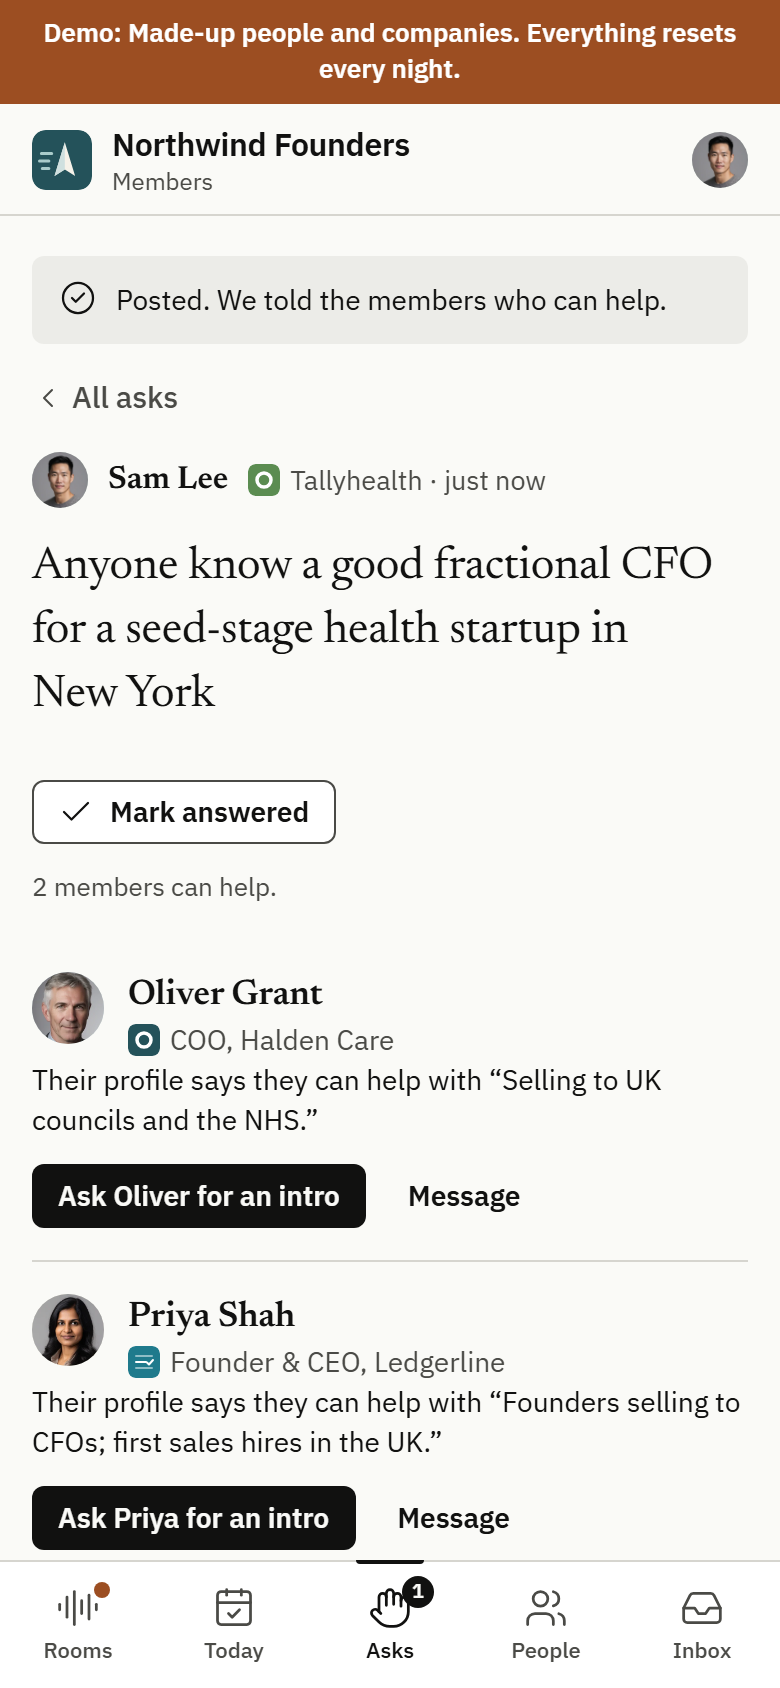 Demo: Made-up people and companies. Everything resets
every night.
Northwind Founders
Members
Posted. We told the members who can help.
All asks
Sam Lee
Tallyhealth · just now
Anyone know a good fractional CFO
for a seed-stage health startup in
New York
Mark answered
2 members can help.
Oliver Grant
COO, Halden Care
Their profile says they can help with “Selling to UK
councils and the NHS.”
Ask Oliver for an intro
Message
Priya Shah
Founder & CEO, Ledgerline
Their profile says they can help with “Founders selling to
CFOs; first sales hires in the UK.”
Ask Priya for an intro
Message
1
Rooms
Today
Asks
People
Inbox